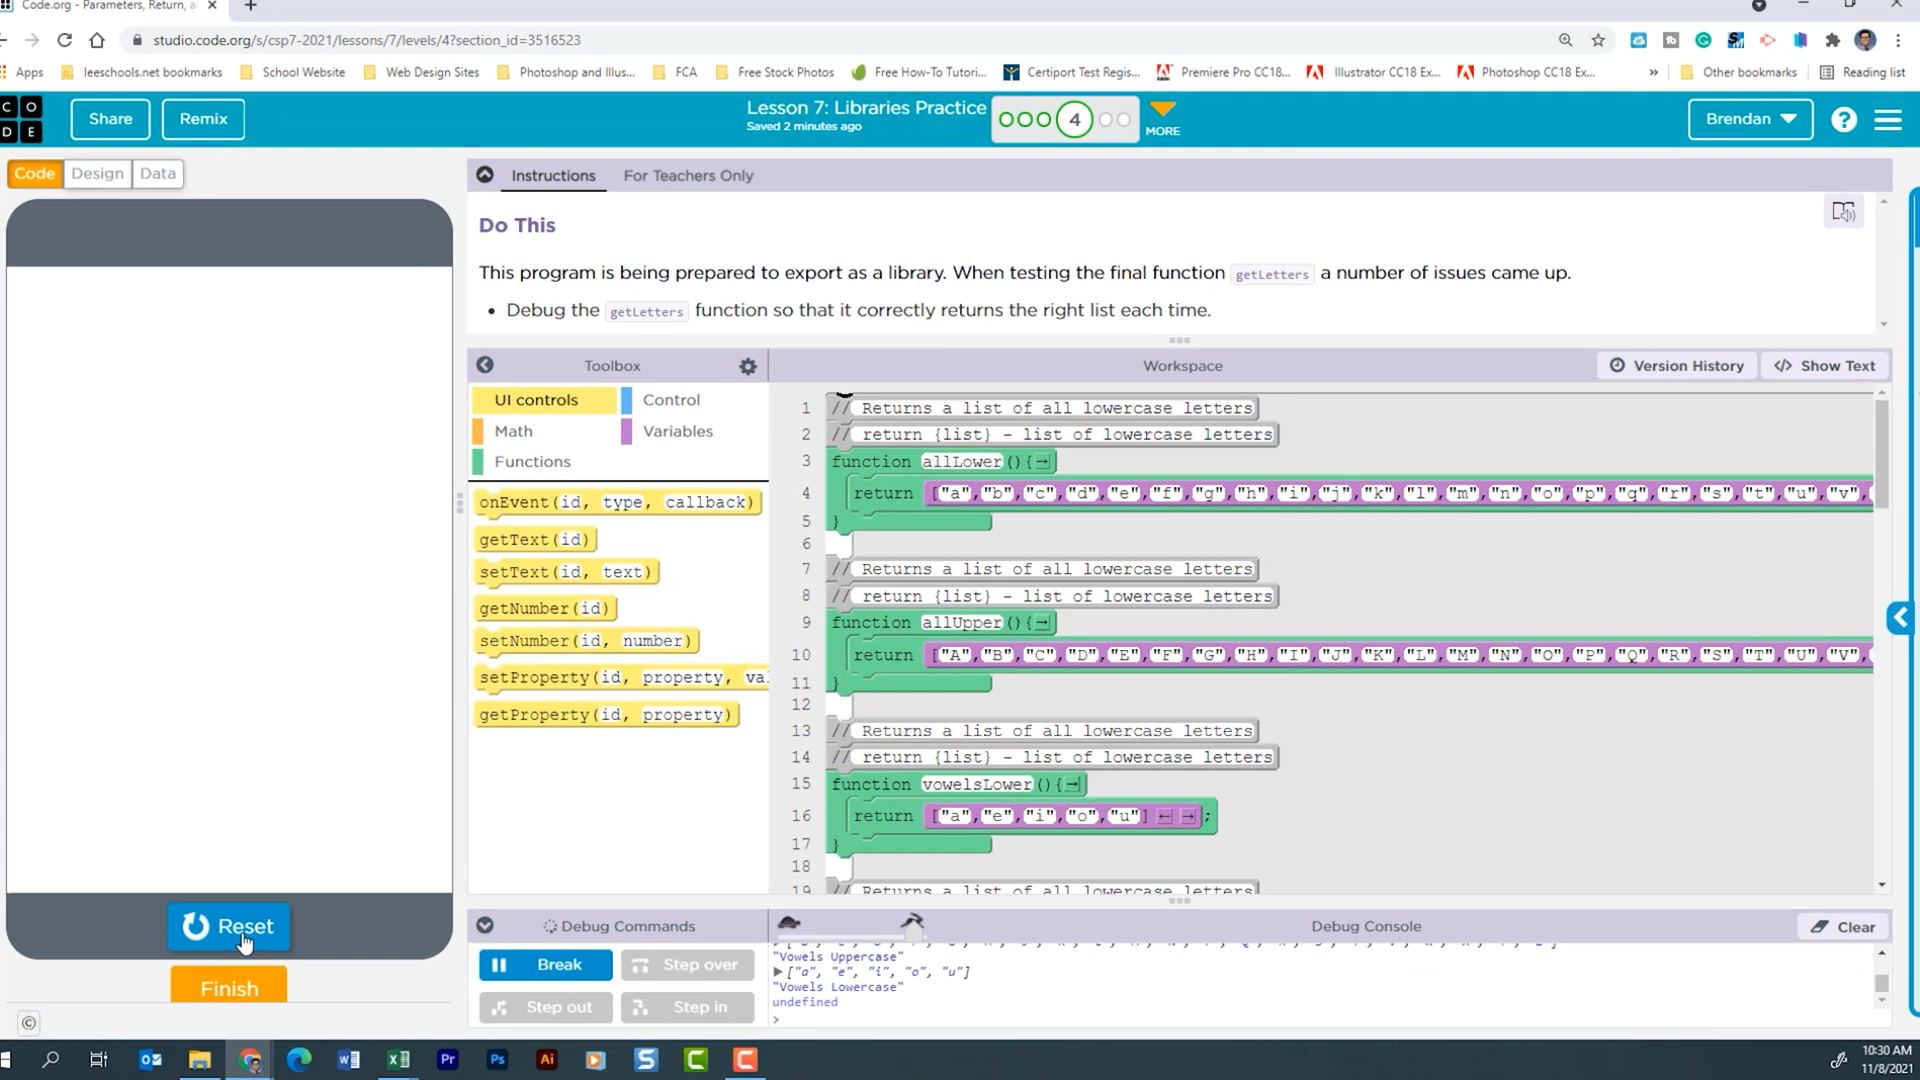 Code.org - Parameters, Return, a
studio.code.org/s/csp7-2021/lessons/7/levels/4?section_id=3516523
Apps
leeschools.net bookmarks
School Website
Web Design Sites
Photoshop and Illus...
FCA
Free Stock Photos
Free How-To Tutori...
Certiport Test Regis...
Premiere Pro CC18...
Illustrator CC18 Ex...
Photoshop CC18 Ex...
»
Other bookmarks
Reading list
C O
D E
Share
Remix
Lesson 7: Libraries Practice
Saved 2 minutes ago
4
MORE
Brendan
?
Code
Design
Data
Instructions
For Teachers Only
Do This
This program is being prepared to export as a library. When testing the final function getLetters a number of issues came up.
• Debug the getLetters function so that it correctly returns the right list each time.
Toolbox
Workspace
Version History
</> Show Text
UI controls
Control
Math
Variables
Functions
onEvent(id, type, callback)
getText(id)
setText(id, text)
getNumber(id)
setNumber(id, number)
setProperty(id, property, val
getProperty(id, property)
1 // Returns a list of all lowercase letters
2 // return {list} - list of lowercase letters
3 function allLower(){
4 return ["a","b","c","d","e","f","g","h","i","j","k","l","m","n","o","p","q","r","s","t","u","v",
5 }
6
7 // Returns a list of all lowercase letters
8 // return {list} - list of lowercase letters
9 function allUpper(){
10 return ["A","B","C","D","E","F","G","H","I","J","K","L","M","N","O","P","Q","R","S","T","U","V",
11 }
12
13 // Returns a list of all lowercase letters
14 // return {list} - list of lowercase letters
15 function vowelsLower(){
16 return ["a","e","i","o","u"];
17 }
18
19 // Returns a list of all lowercase letters
Reset
Finish
Debug Commands
Break
Step over
Step out
Step in
Debug Console
Clear
"Vowels Uppercase"
["a", "e", "i", "o", "u"]
"Vowels Lowercase"
undefined
>
©
10:30 AM
11/8/2021